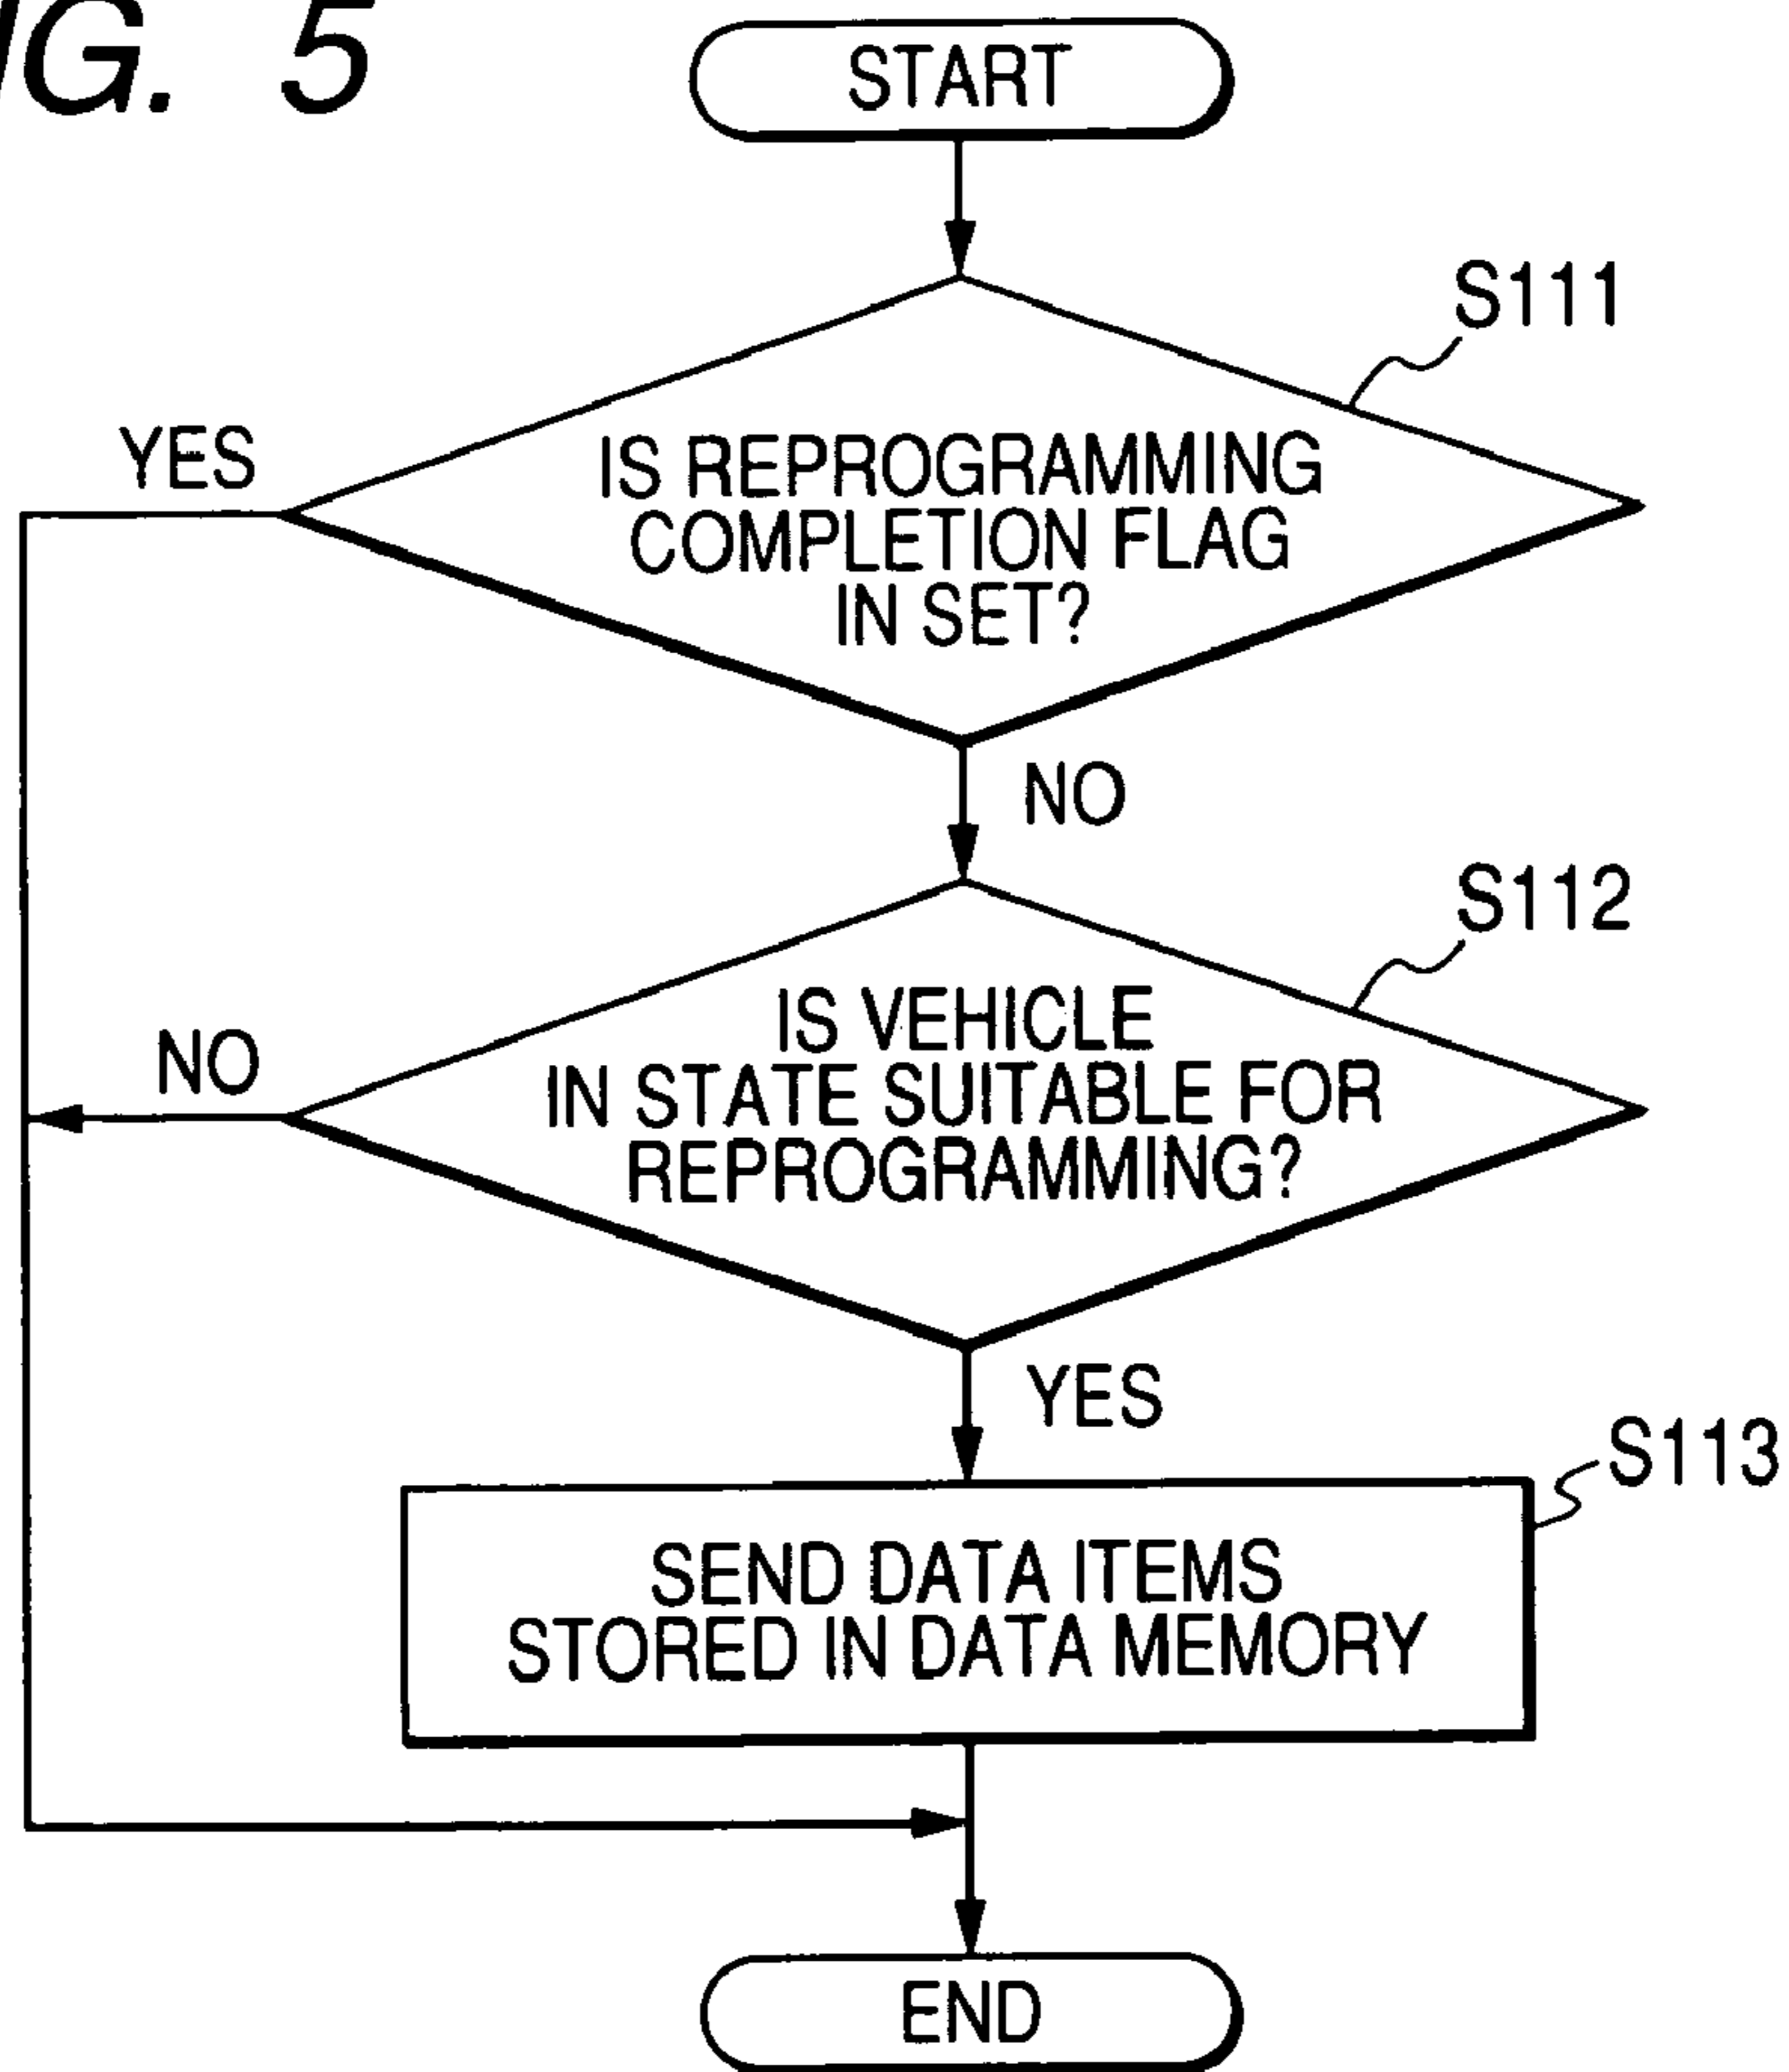 IG. 5
START
S111
YES
IS REPROGRAMMING
COMPLETION FLAG
IN SET?
NO
S112
NO
IS VEHICLE
IN STATE SUITABLE FOR
REPROGRAMMING?
YES
S113
SEND DATA ITEMS
STORED IN DATA MEMORY
END